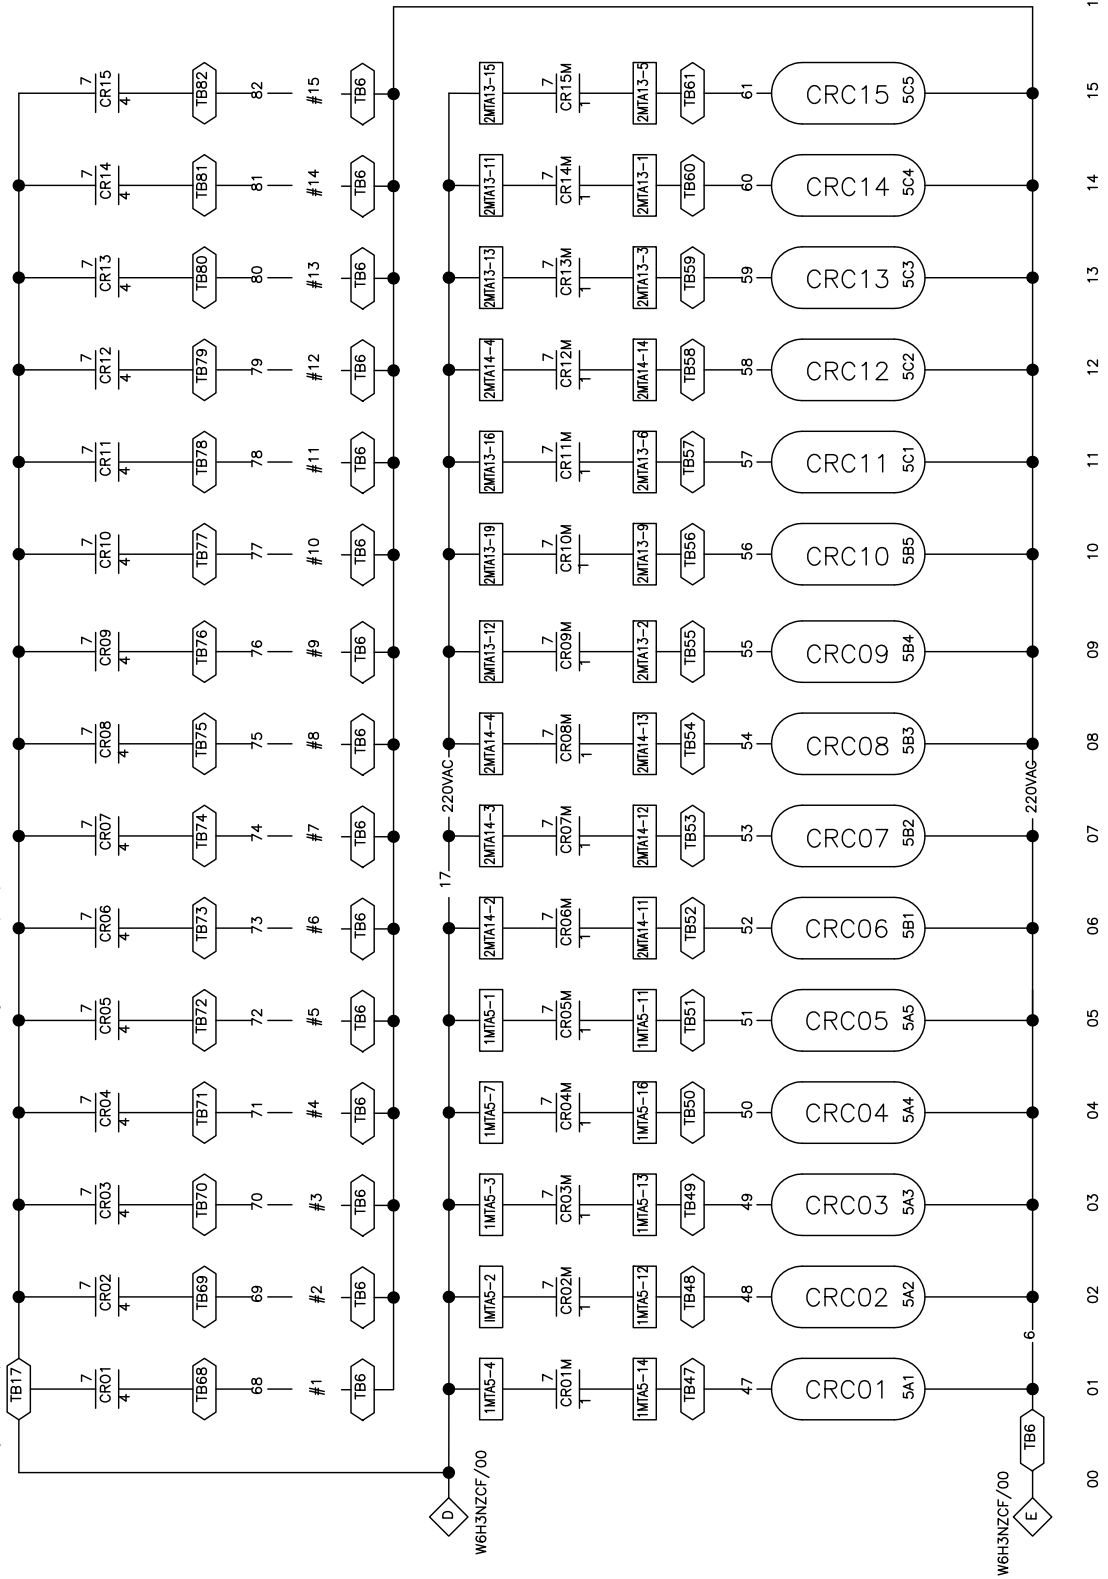 TB17
7 7 7 7 7 7 7 7 7 7 7 7 7 7 7
CR01 CR02 CR03 CR04 CR05 CR06 CR07 CR08 CR09 CR10 CR11 CR12 CR13 CR14 CR15
4 4 4 4 4 4 4 4 4 4 4 4 4 4 4
TB68 TB69 TB70 TB71 TB72 TB73 TB74 TB75 TB76 TB77 TB78 TB79 TB80 TB81 TB82
68 69 70 71 72 73 74 75 76 77 78 79 80 81 82
#1 #2 #3 #4 #5 #6 #7 #8 #9 #10 #11 #12 #13 #14 #15
TB6 TB6 TB6 TB6 TB6 TB6 TB6 TB6 TB6 TB6 TB6 TB6 TB6 TB6 TB6
D 17 220VAC
W6H3NZCF/00
1MTA5-4 1MTA5-2 1MTA5-3 1MTA5-7 1MTA5-1 2MTA14-2 2MTA14-3 2MTA14-4 2MTA13-12 2MTA13-19 2MTA13-16 2MTA14-4 2MTA13-13 2MTA13-11 2MTA13-15
7 7 7 7 7 7 7 7 7 7 7 7 7 7 7
CR01M CR02M CR03M CR04M CR05M CR06M CR07M CR08M CR09M CR10M CR11M CR12M CR13M CR14M CR15M
1 1 1 1 1 1 1 1 1 1 1 1 1 1 1
1MTA5-14 1MTA5-12 1MTA5-13 1MTA5-16 1MTA5-11 2MTA14-11 2MTA14-12 2MTA14-13 2MTA13-2 2MTA13-9 2MTA13-6 2MTA14-14 2MTA13-3 2MTA13-1 2MTA13-5
TB47 TB48 TB49 TB50 TB51 TB52 TB53 TB54 TB55 TB56 TB57 TB58 TB59 TB60 TB61
47 48 49 50 51 52 53 54 55 56 57 58 59 60 61
CRC01 CRC02 CRC03 CRC04 CRC05 CRC06 CRC07 CRC08 CRC09 CRC10 CRC11 CRC12 CRC13 CRC14 CRC15
5A1 5A2 5A3 5A4 5A5 5B1 5B2 5B3 5B4 5B5 5C1 5C2 5C3 5C4 5C5
W6H3NZCF/00
E TB6 6 220VAC
00 01 02 03 04 05 06 07 08 09 10 11 12 13 14 15